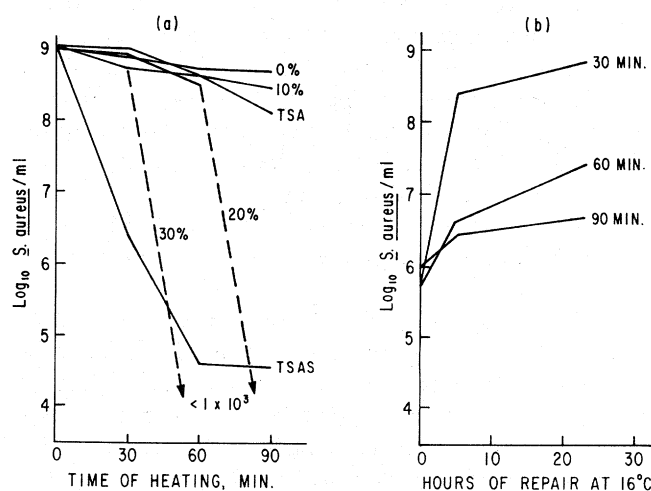 (a)
9
8
7
6
5
4
Log10 S. aureus/ml
0%
10%
TSA
20%
30%
TSAS
< 1 x 10³
0 30 60 90
TIME OF HEATING, MIN.
(b)
9
8
7
6
5
4
Log10 S. aureus/ml
30 MIN.
60 MIN.
90 MIN.
0 10 20 30
HOURS OF REPAIR AT 16°C